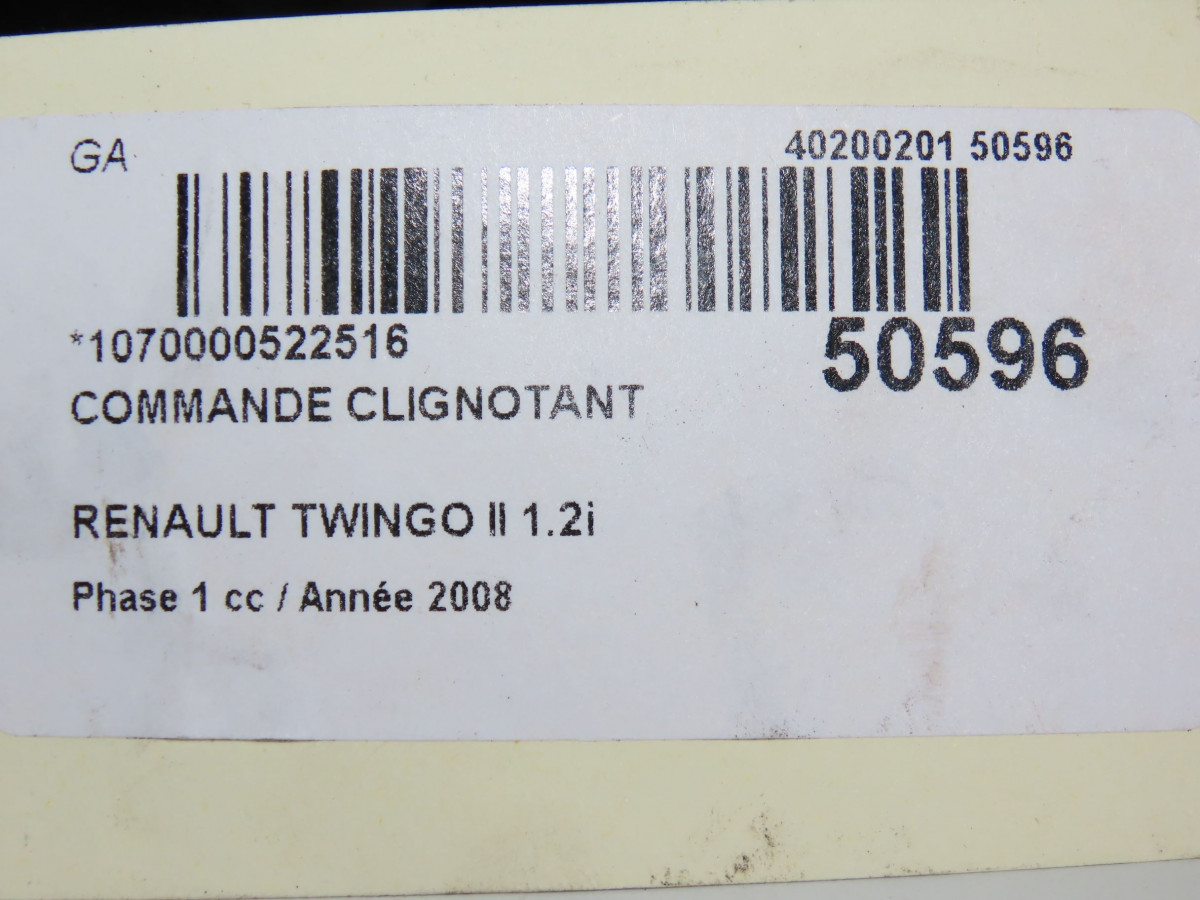 GA
40200201 50596
*1070000522516
50596
COMMANDE CLIGNOTANT
RENAULT TWINGO II 1.2i
Phase 1 cc / Année 2008